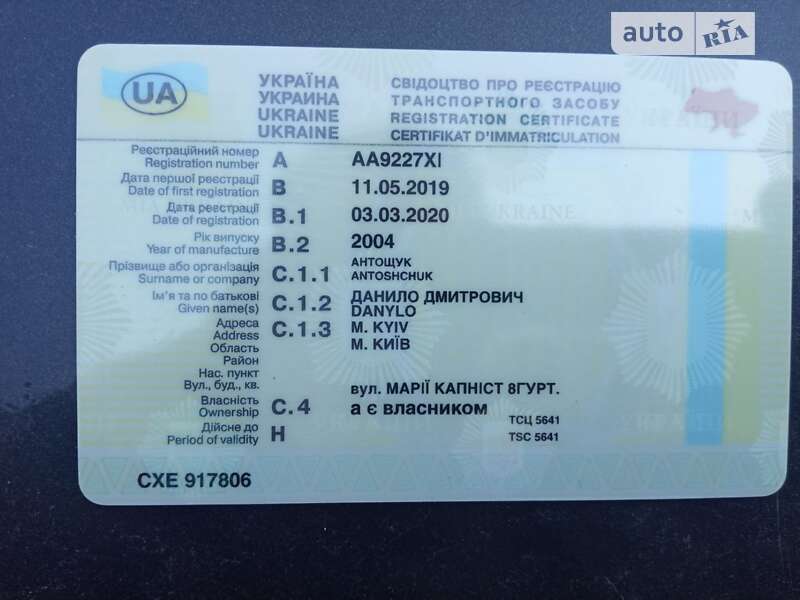 auto RIA
UA
УКРАЇНА
УКРАИНА
UKRAINE
UKRAINE
СВІДОЦТВО ПРО РЕЄСТРАЦІЮ
ТРАНСПОРТНОГО ЗАСОБУ
REGISTRATION CERTIFICATE
CERTIFIKAT D'IMMATRICULATION
Реєстраційний номер
Registration number A AA9227XI
Дата першої реєстрації
Date of first registration B 11.05.2019
Дата реєстрації
Date of registration B.1 03.03.2020
Рік випуску
Year of manufacture B.2 2004
Прізвище або організація
Surname or company C.1.1 АНТОЩУК
ANTOSHCHUK
Ім'я та по батькові
Given name(s) C.1.2 ДАНИЛО ДМИТРОВИЧ
DANYLO
Адреса
Address C.1.3 M. KYIV
Область М. КИЇВ
Район
Нас. пункт
Вул., буд., кв. вул. МАРІЇ КАПНІСТ 8ГУРТ.
Власність
Ownership C.4 а є власником
ТСЦ 5641
Дійсне до
Period of validity H TSC 5641
СХЕ 917806
UKRAINE